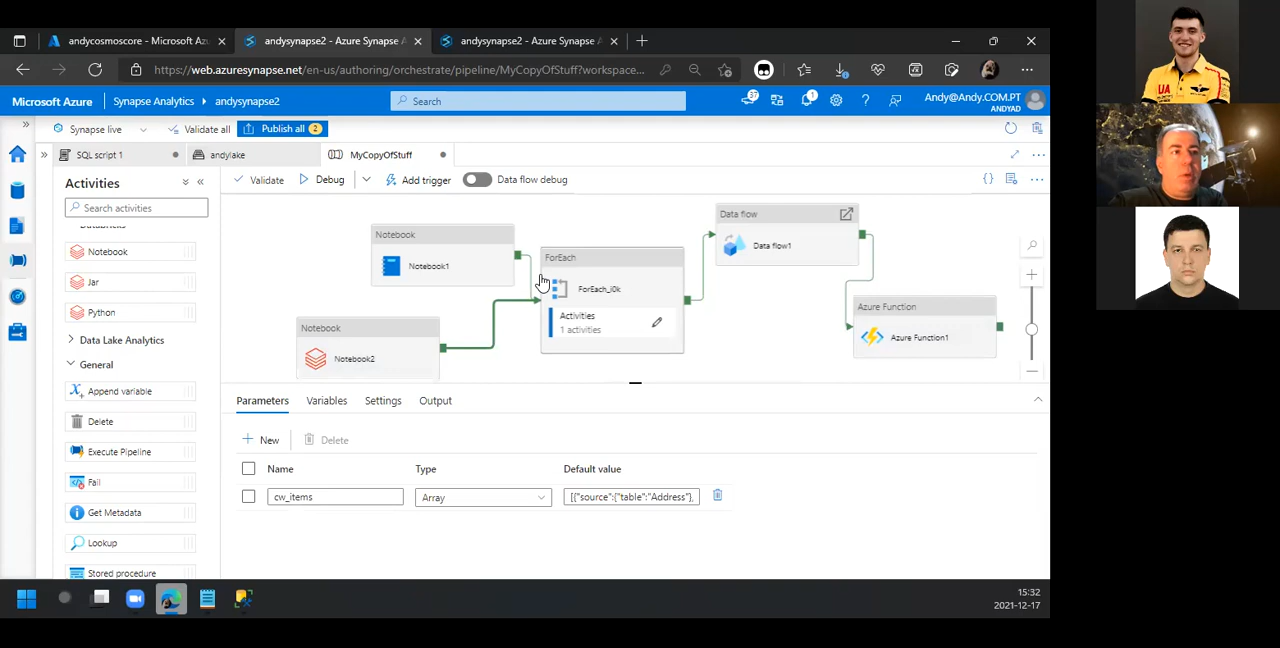 andycosmoscore - Microsoft Az
andysynapse2 - Azure Synapse A
andysynapse2 - Azure Synapse A
https://web.azuresynapse.net/en-us/authoring/orchestrate/pipeline/MyCopyOfStuff?workspace...
Microsoft Azure
Synapse Analytics
andysynapse2
Search
37
1
Andy@Andy.COM.PT
ANDYAD
Synapse live
Validate all
Publish all 2
SQL script 1
andylake
MyCopyOfStuff
Activities
Validate
Debug
Add trigger
Data flow debug
Search activities
Databricks
Notebook
Jar
Python
Data Lake Analytics
General
Append variable
Delete
Execute Pipeline
Fail
Get Metadata
Lookup
Stored procedure
Notebook
Notebook1
Notebook
Notebook2
ForEach
ForEach_i0k
Activities
1 activities
Data flow
Data flow1
Azure Function
Azure Function1
Parameters
Variables
Settings
Output
New
Delete
Name
Type
Default value
cw_items
Array
[{"source":{"table":"Address"},
15:32
2021-12-17
UA